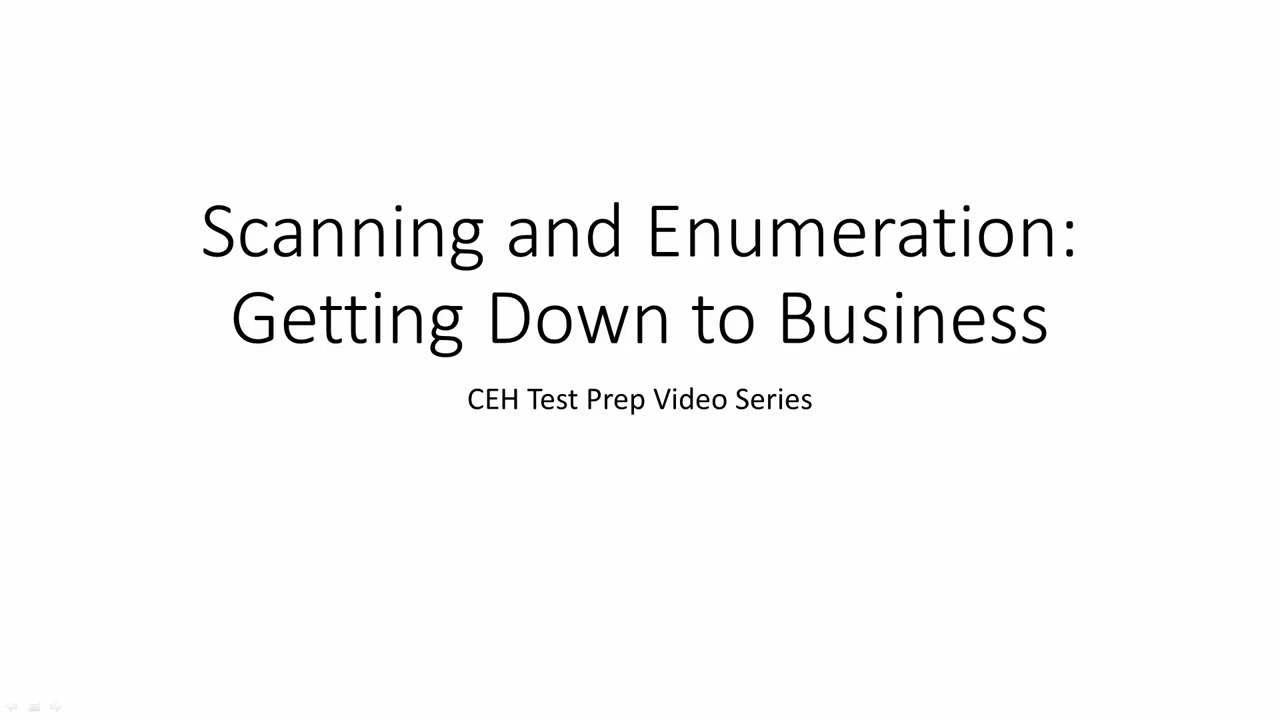 Scanning and Enumeration:
Getting Down to Business
CEH Test Prep Video Series